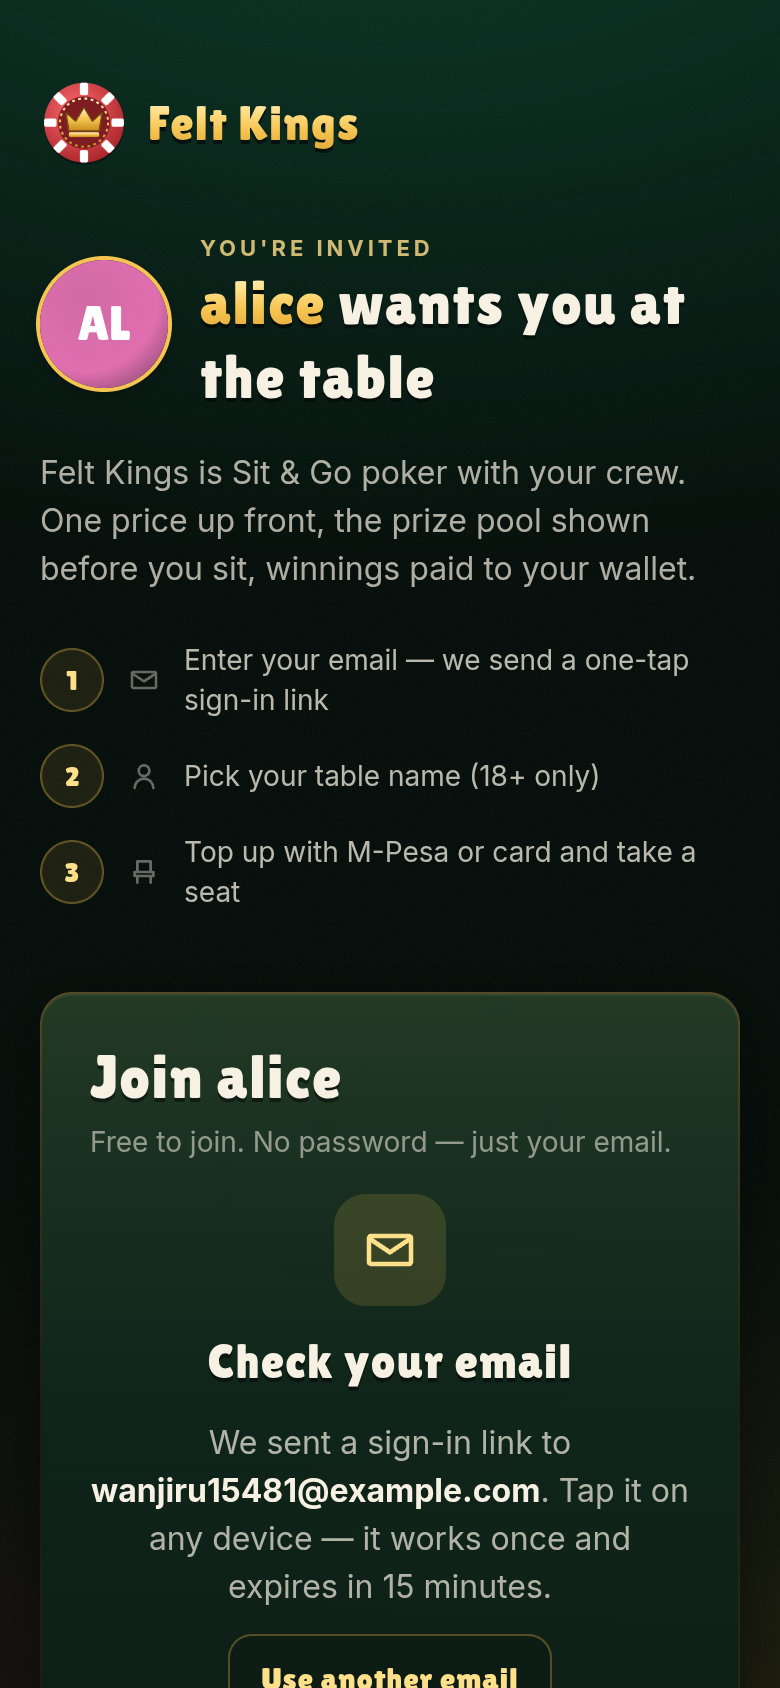 Felt Kings
YOU'RE INVITED
AL
alice wants you at
the table
Felt Kings is Sit & Go poker with your crew.
One price up front, the prize pool shown
before you sit, winnings paid to your wallet.
1
Enter your email — we send a one-tap
sign-in link
2
Pick your table name (18+ only)
3
Top up with M-Pesa or card and take a
seat
Join alice
Free to join. No password — just your email.
Check your email
We sent a sign-in link to
wanjiru15481@example.com. Tap it on
any device — it works once and
expires in 15 minutes.
Use another email